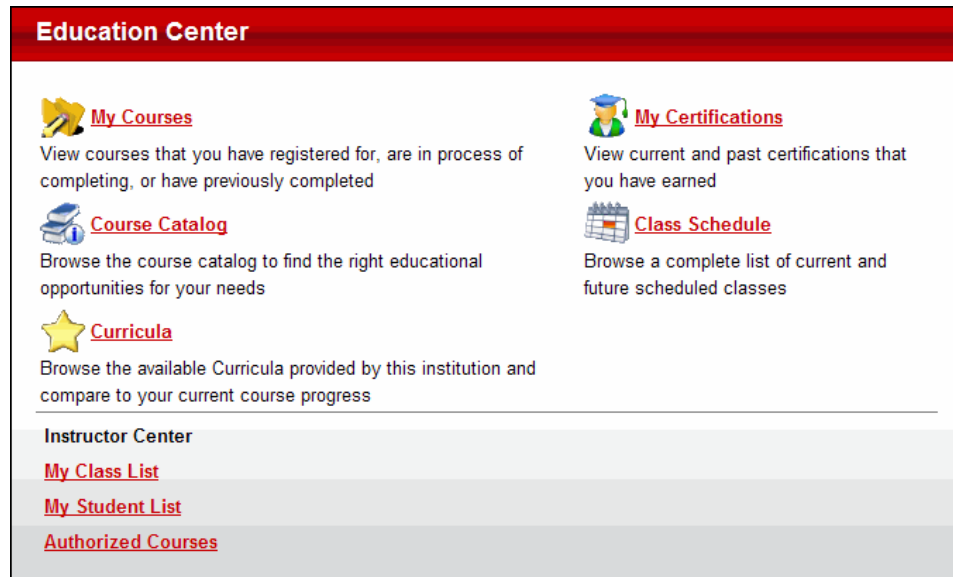 Education Center
My Courses
View courses that you have registered for, are in process of
completing, or have previously completed
My Certifications
View current and past certifications that
you have earned
Course Catalog
Browse the course catalog to find the right educational
opportunities for your needs
Class Schedule
Browse a complete list of current and
future scheduled classes
Curricula
Browse the available Curricula provided by this institution and
compare to your current course progress
Instructor Center
My Class List
My Student List
Authorized Courses